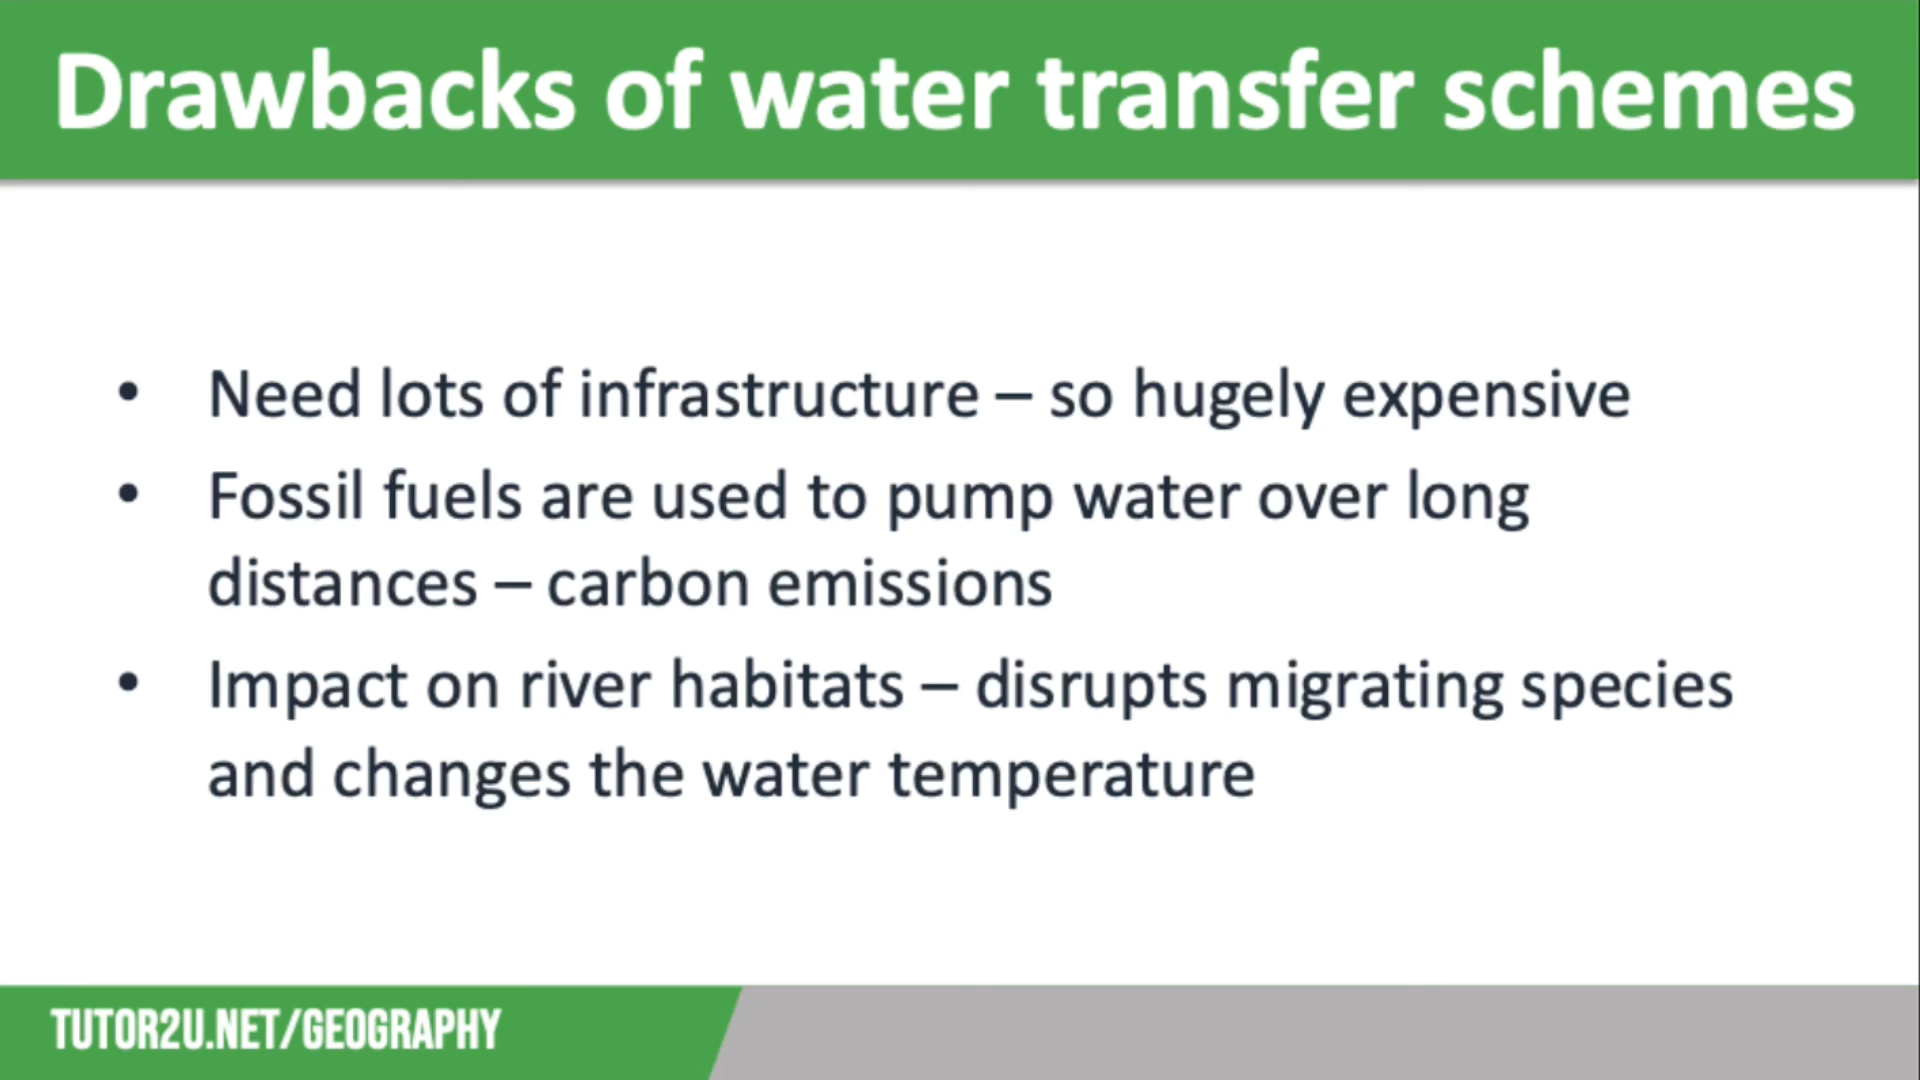 Drawbacks of water transfer schemes
• Need lots of infrastructure – so hugely expensive
• Fossil fuels are used to pump water over long
distances – carbon emissions
• Impact on river habitats – disrupts migrating species
and changes the water temperature
TUTOR2U.NET/GEOGRAPHY